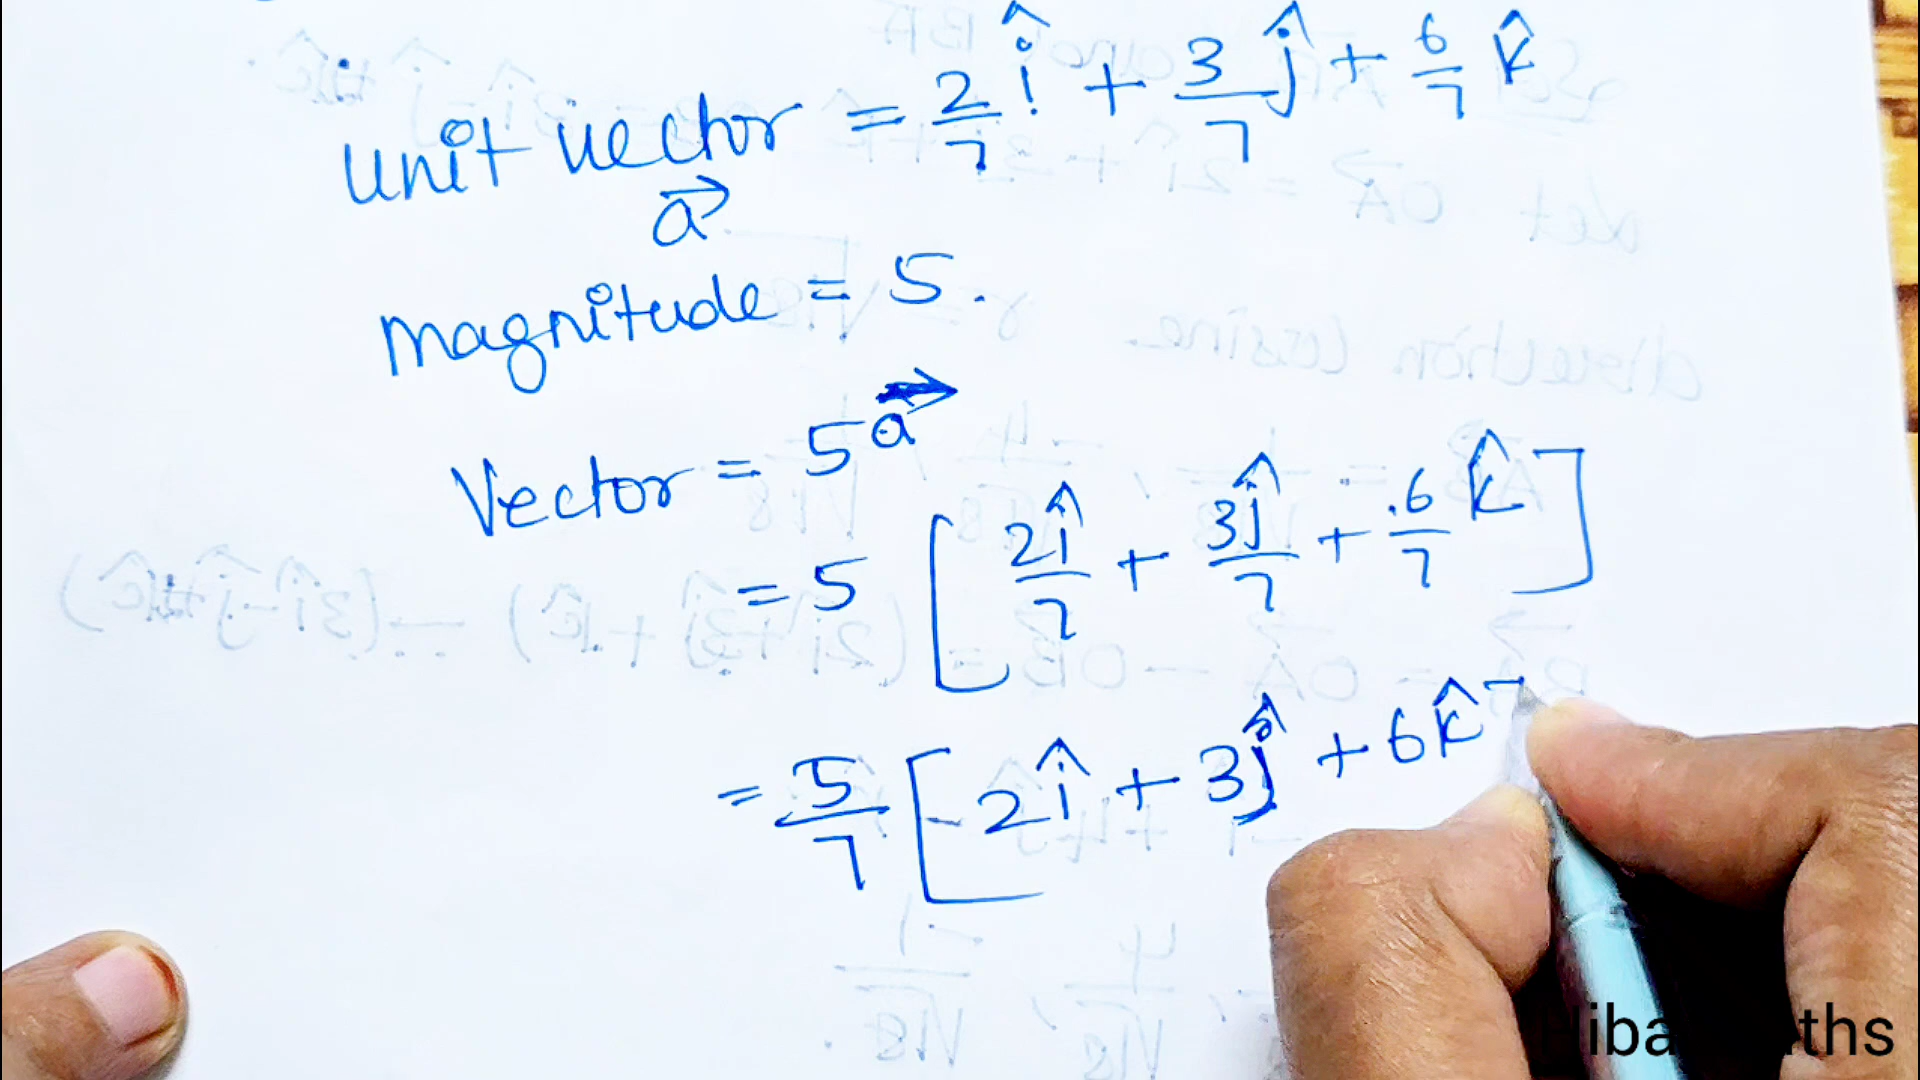 unit vector = 2/7 î + 3/7 ĵ + 6/7 k̂
a⃗
magnitude = 5.
Vector = 5a⃗
= 5 [ 2î/7 + 3ĵ/7 + 6/7 k̂ ]
= 5/7 [ 2î + 3ĵ + 6k̂